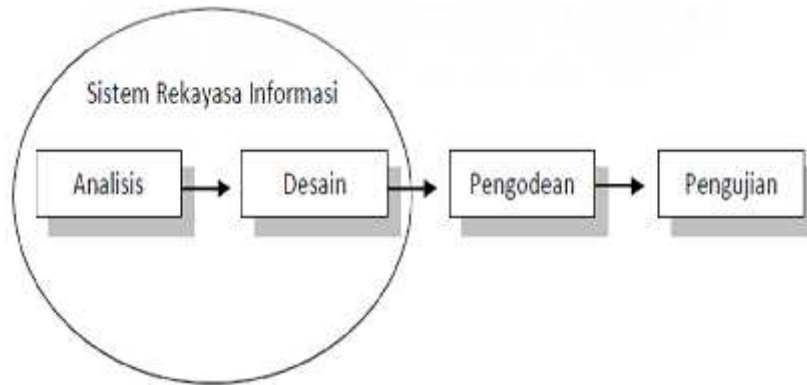 Sistem Rekayasa Informasi
Analisis
Desain
Pengodean
Pengujian